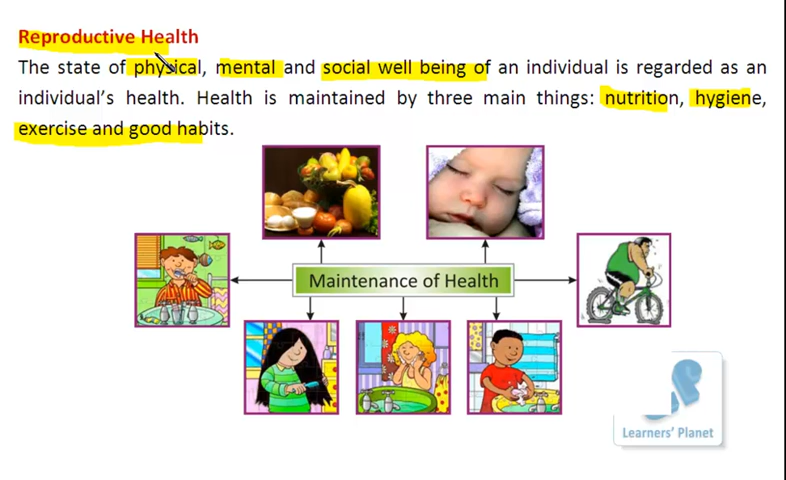 Reproductive Health
The state of physical, mental and social well being of an individual is regarded as an
individual's health. Health is maintained by three main things: nutrition, hygiene,
exercise and good habits.
Maintenance of Health
Learners' Planet